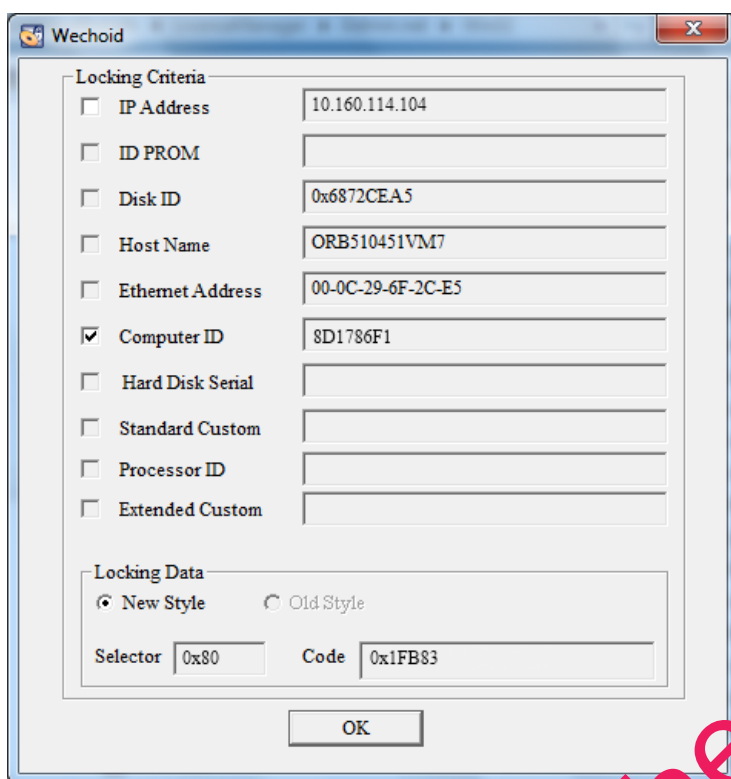 Wechoid
Locking Criteria
IP Address 10.160.114.104
ID PROM
Disk ID 0x6872CEA5
Host Name ORB510451VM7
Ethernet Address 00-0C-29-6F-2C-E5
Computer ID 8D1786F1
Hard Disk Serial
Standard Custom
Processor ID
Extended Custom
Locking Data
New Style Old Style
Selector 0x80 Code 0x1FB83
OK